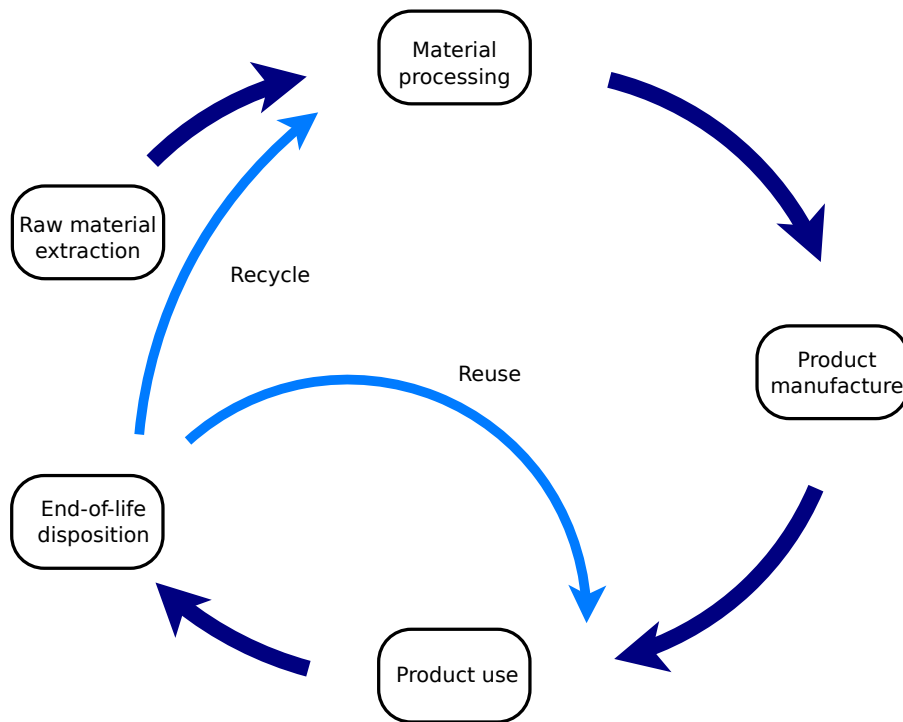 Material
processing
Raw material
extraction
Recycle
Reuse
Product
manufacture
End-of-life
disposition
Product use